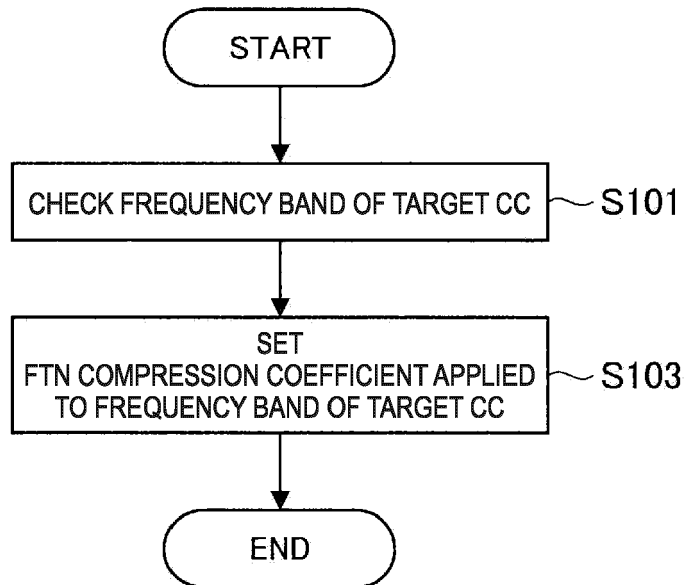 START
CHECK FREQUENCY BAND OF TARGET CC
S101
SET
FTN COMPRESSION COEFFICIENT APPLIED
TO FREQUENCY BAND OF TARGET CC
S103
END